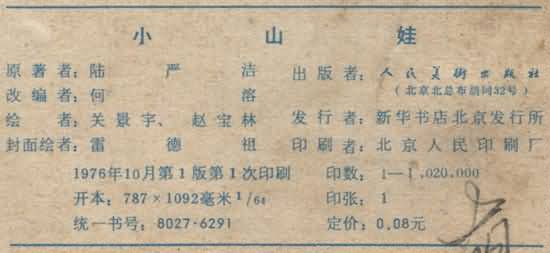 小山娃
原著者：陆严洁
改编者：何溶
绘者：关景宇、赵宝林
封面绘者：雷德祖
出版者：人民美术出版社
（北京北总布胡同32号）
发行者：新华书店北京发行所
印刷者：北京人民印刷厂
1976年10月第1版第1次印刷
开本：787×1092毫米1/64
统一书号：8027·6291
印数：1—1,020,000
印张：1
定价：0.08元